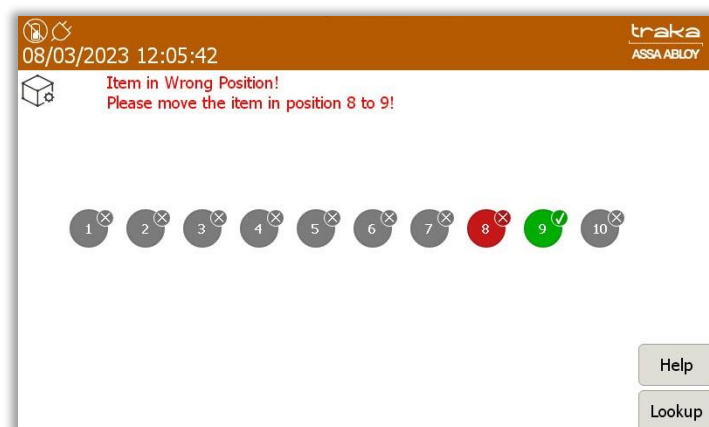 traka
08/03/2023 12:05:42
ASSA ABLOY
Item in Wrong Position!
Please move the item in position 8 to 9!
1 2 3 4 5 6 7 8 9 10
Help
Lookup